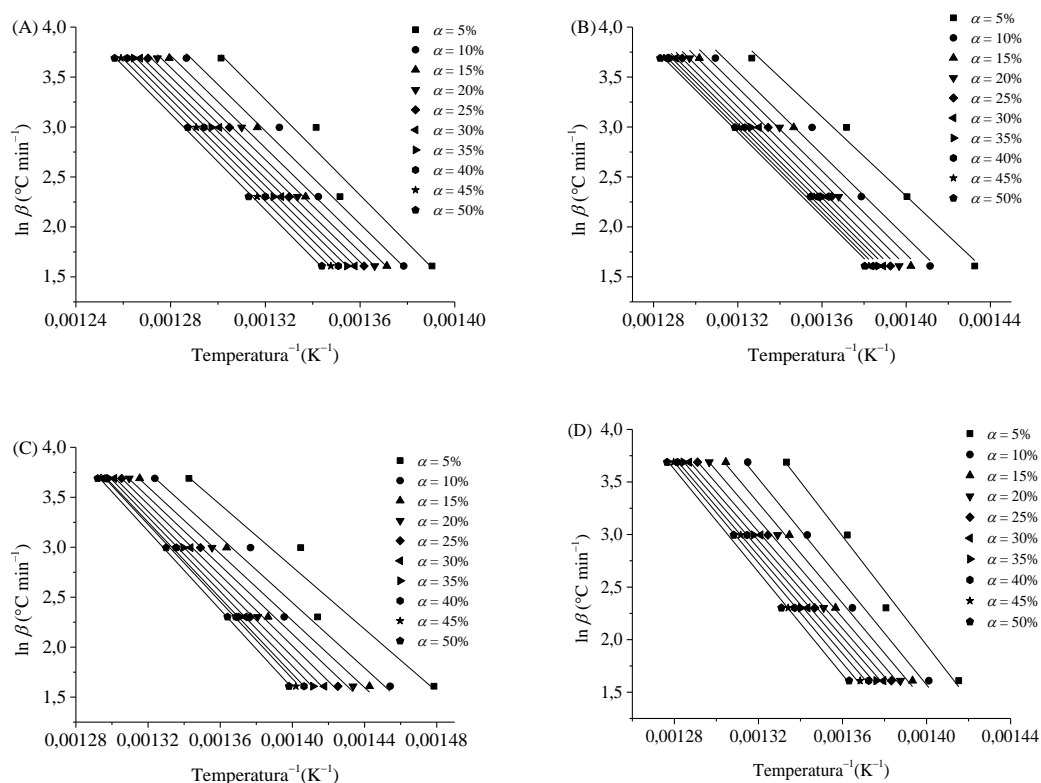 (A)
4,0
3,5
3,0
2,5
2,0
1,5
ln β (°C min⁻¹)
0,00124 0,00128 0,00132 0,00136 0,00140
Temperatura⁻¹(K⁻¹)
α = 5%
α = 10%
α = 15%
α = 20%
α = 25%
α = 30%
α = 35%
α = 40%
α = 45%
α = 50%
(B)
4,0
3,5
3,0
2,5
2,0
1,5
ln β (°C min⁻¹)
0,00128 0,00132 0,00136 0,00140 0,00144
Temperatura⁻¹(K⁻¹)
α = 5%
α = 10%
α = 15%
α = 20%
α = 25%
α = 30%
α = 35%
α = 40%
α = 45%
α = 50%
(C)
4,0
3,5
3,0
2,5
2,0
1,5
ln β (°C min⁻¹)
0,00128 0,00132 0,00136 0,00140 0,00144 0,00148
Temperatura⁻¹(K⁻¹)
α = 5%
α = 10%
α = 15%
α = 20%
α = 25%
α = 30%
α = 35%
α = 40%
α = 45%
α = 50%
(D)
4,0
3,5
3,0
2,5
2,0
1,5
ln β (°C min⁻¹)
0,00128 0,00132 0,00136 0,00140 0,00144
Temperatura⁻¹(K⁻¹)
α = 5%
α = 10%
α = 15%
α = 20%
α = 25%
α = 30%
α = 35%
α = 40%
α = 45%
α = 50%